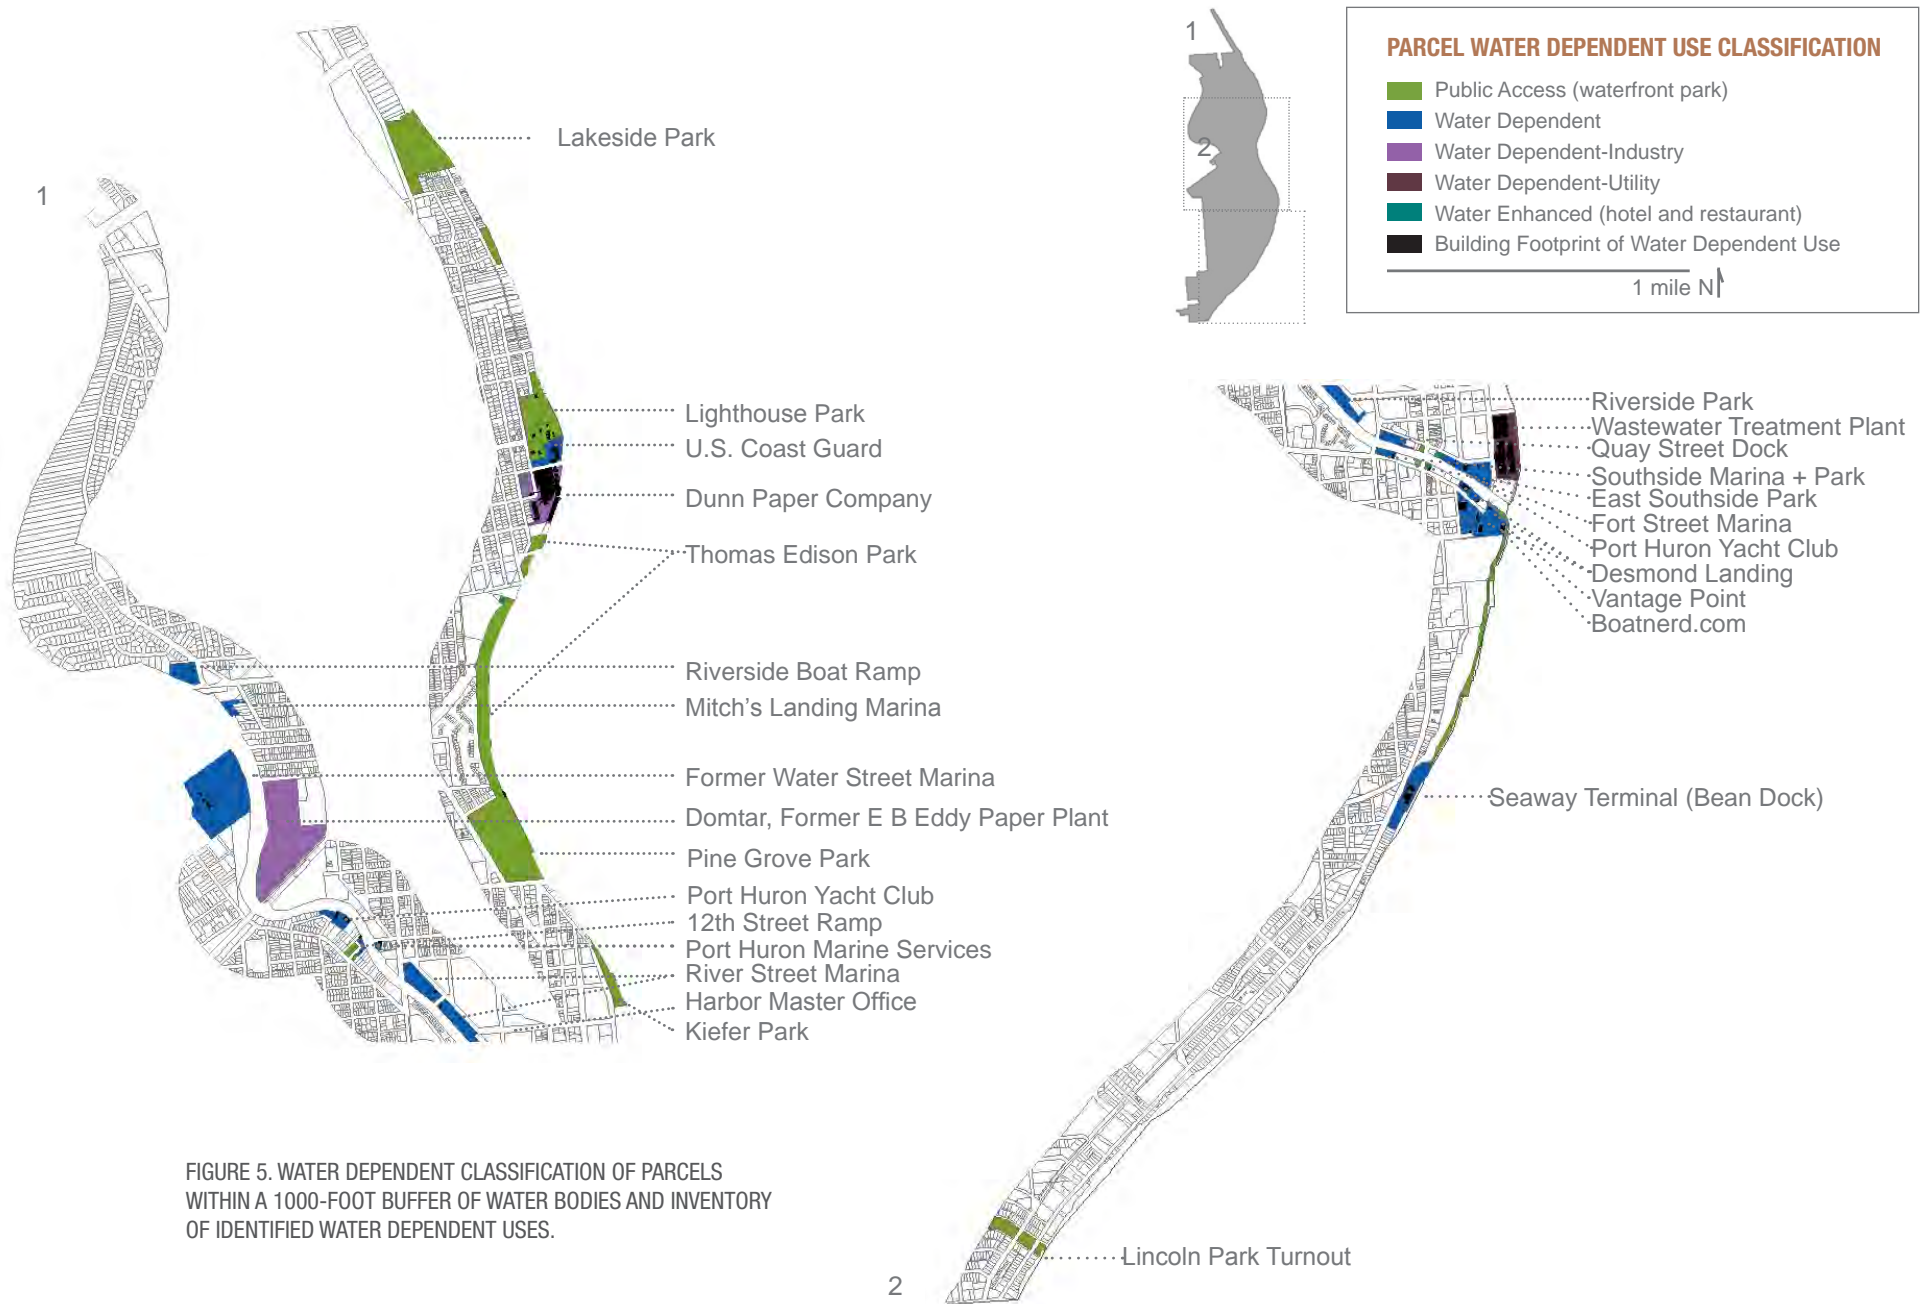 1
Lakeside Park
Lighthouse Park
U.S. Coast Guard
Dunn Paper Company
Thomas Edison Park
Riverside Boat Ramp
Mitch's Landing Marina
Former Water Street Marina
Domtar, Former E B Eddy Paper Plant
Pine Grove Park
Port Huron Yacht Club
12th Street Ramp
Port Huron Marine Services
River Street Marina
Harbor Master Office
Kiefer Park
FIGURE 5. WATER DEPENDENT CLASSIFICATION OF PARCELS
WITHIN A 1000-FOOT BUFFER OF WATER BODIES AND INVENTORY
OF IDENTIFIED WATER DEPENDENT USES.
1
2
PARCEL WATER DEPENDENT USE CLASSIFICATION
Public Access (waterfront park)
Water Dependent
Water Dependent-Industry
Water Dependent-Utility
Water Enhanced (hotel and restaurant)
Building Footprint of Water Dependent Use
1 mile N
Riverside Park
Wastewater Treatment Plant
Quay Street Dock
Southside Marina + Park
East Southside Park
Fort Street Marina
Port Huron Yacht Club
Desmond Landing
Vantage Point
Boatnerd.com
Seaway Terminal (Bean Dock)
Lincoln Park Turnout
2